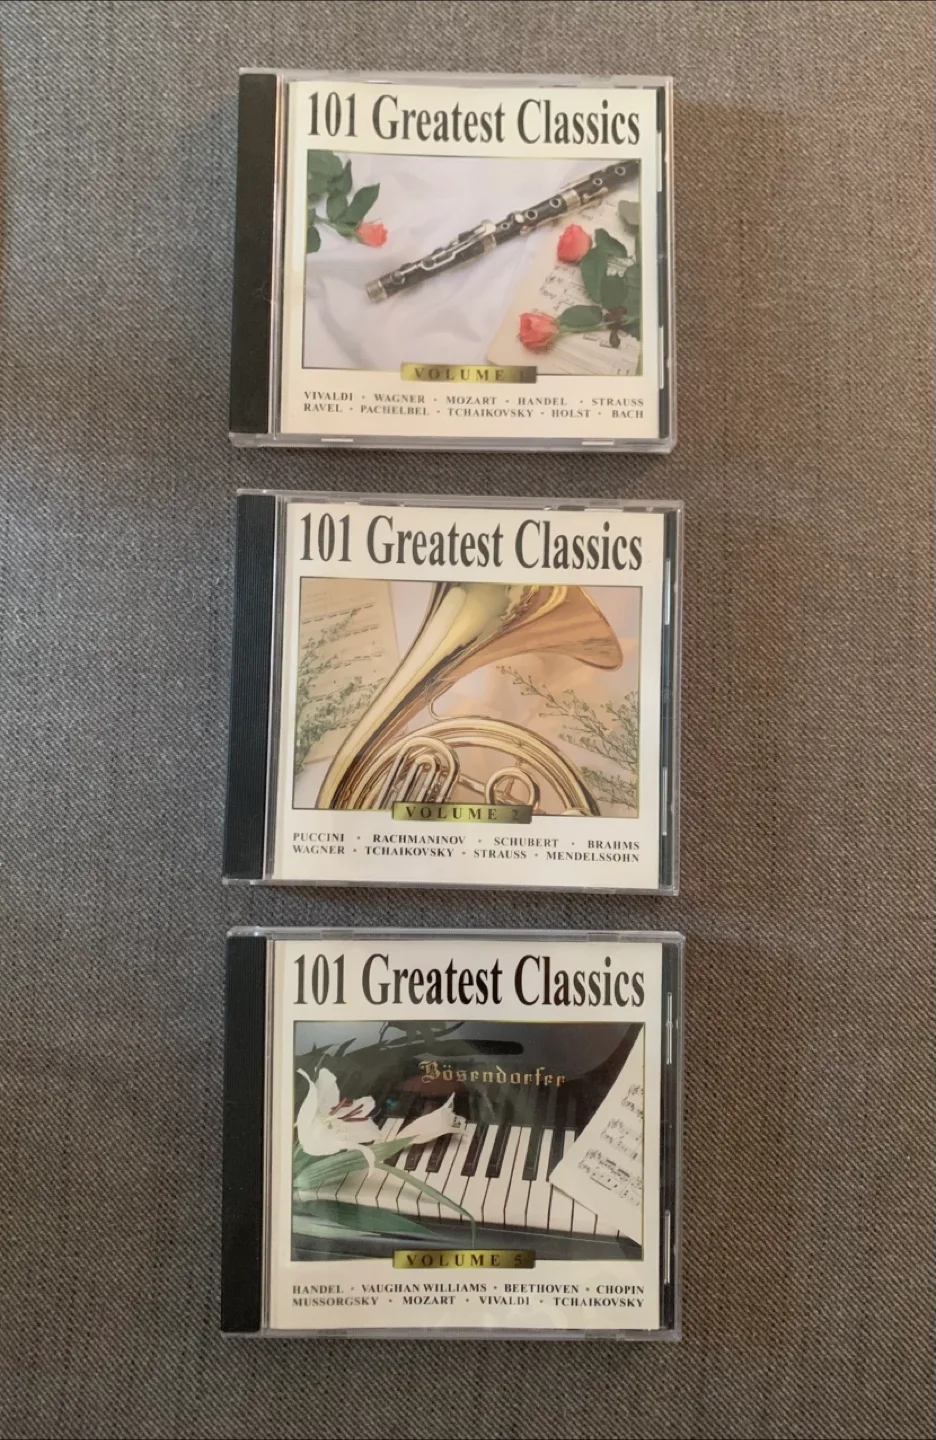 101 Greatest Classics
VOLUME 1
VIVALDI • WAGNER • MOZART • HANDEL • STRAUSS
RAVEL • PACHELBEL • TCHAIKOVSKY • HOLST • BACH
101 Greatest Classics
VOLUME 2
PUCCINI • RACHMANINOV • SCHUBERT • BRAHMS
WAGNER • TCHAIKOVSKY • STRAUSS • MENDELSSOHN
101 Greatest Classics
Bösendorfer
VOLUME 5
HANDEL • VAUGHAN WILLIAMS • BEETHOVEN • CHOPIN
MUSSORGSKY • MOZART • VIVALDI • TCHAIKOVSKY